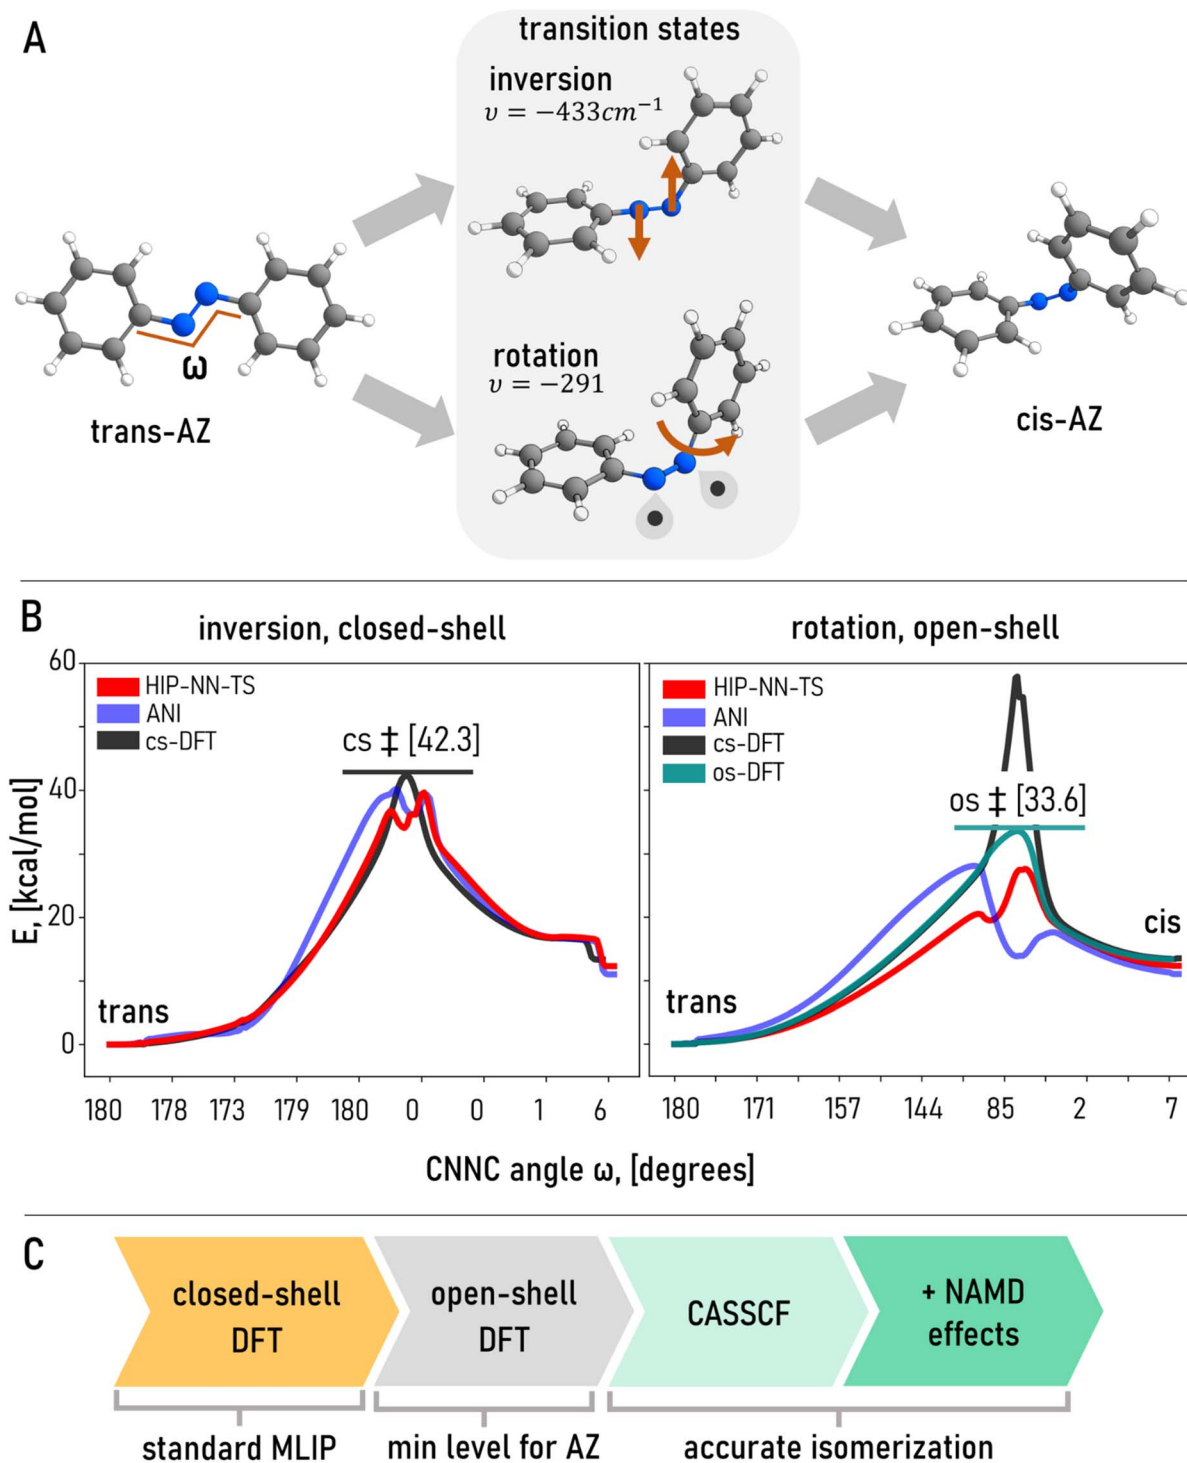 A
transition states
inversion
υ = −433cm⁻¹
ω
trans-AZ
rotation
υ = −291
cis-AZ
B
inversion, closed-shell
rotation, open-shell
E, [kcal/mol]
60
40
20
0
HIP-NN-TS
ANI
cs-DFT
cs ‡ [42.3]
trans
180 178 173 179 180 0 0 1 6
HIP-NN-TS
ANI
cs-DFT
os-DFT
os ‡ [33.6]
trans
cis
180 171 157 144 85 2 7
CNNC angle ω, [degrees]
C
closed-shell
DFT
open-shell
DFT
CASSCF
+ NAMD
effects
standard MLIP
min level for AZ
accurate isomerization